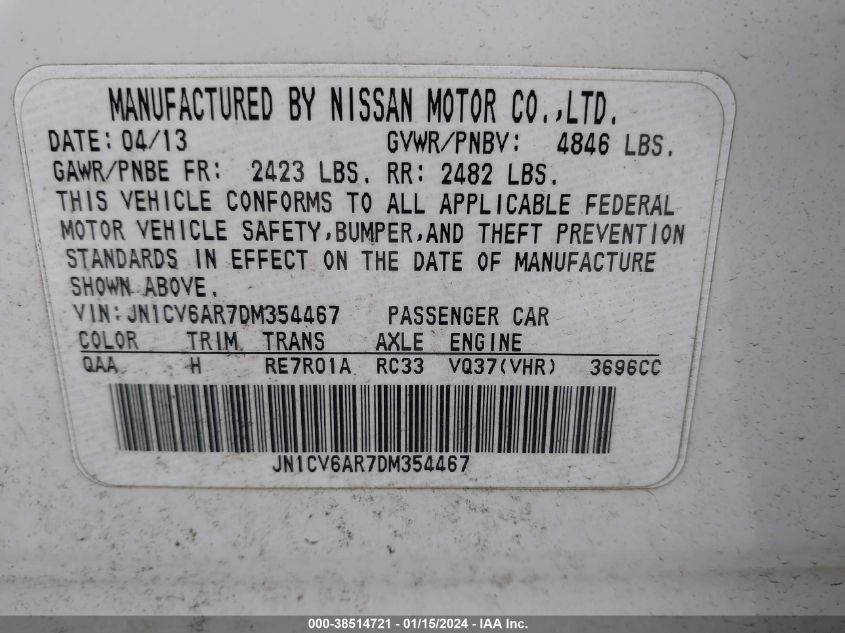 MANUFACTURED BY NISSAN MOTOR CO.,LTD.
DATE: 04/13 GVWR/PNBV: 4846 LBS.
GAWR/PNBE FR: 2423 LBS. RR: 2482 LBS.
THIS VEHICLE CONFORMS TO ALL APPLICABLE FEDERAL
MOTOR VEHICLE SAFETY,BUMPER,AND THEFT PREVENTION
STANDARDS IN EFFECT ON THE DATE OF MANUFACTURE
SHOWN ABOVE.
VIN:JN1CV6AR7DM354467 PASSENGER CAR
COLOR TRIM TRANS AXLE ENGINE
QAA H RE7R01A RC33 VQ37(VHR) 3696CC
JN1CV6AR7DM354467
000-38514721 - 01/15/2024 - IAAI.com